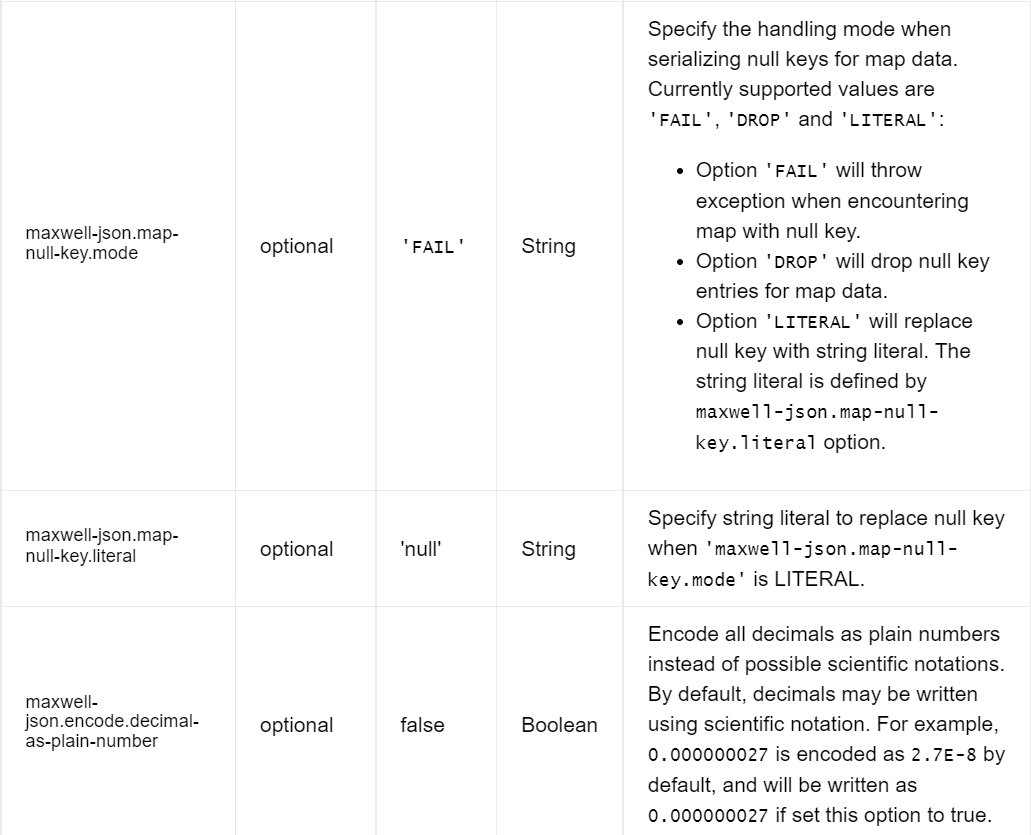 maxwell-json.map-
null-key.mode
optional
'FAIL'
String
Specify the handling mode when
serializing null keys for map data.
Currently supported values are
'FAIL', 'DROP' and 'LITERAL':
• Option 'FAIL' will throw
exception when encountering
map with null key.
• Option 'DROP' will drop null key
entries for map data.
• Option 'LITERAL' will replace
null key with string literal. The
string literal is defined by
maxwell-json.map-null-
key.literal option.
maxwell-json.map-
null-key.literal
optional
'null'
String
Specify string literal to replace null key
when 'maxwell-json.map-null-
key.mode' is LITERAL.
maxwell-
json.encode.decimal-
as-plain-number
optional
false
Boolean
Encode all decimals as plain numbers
instead of possible scientific notations.
By default, decimals may be written
using scientific notation. For example,
0.000000027 is encoded as 2.7E-8 by
default, and will be written as
0.000000027 if set this option to true.